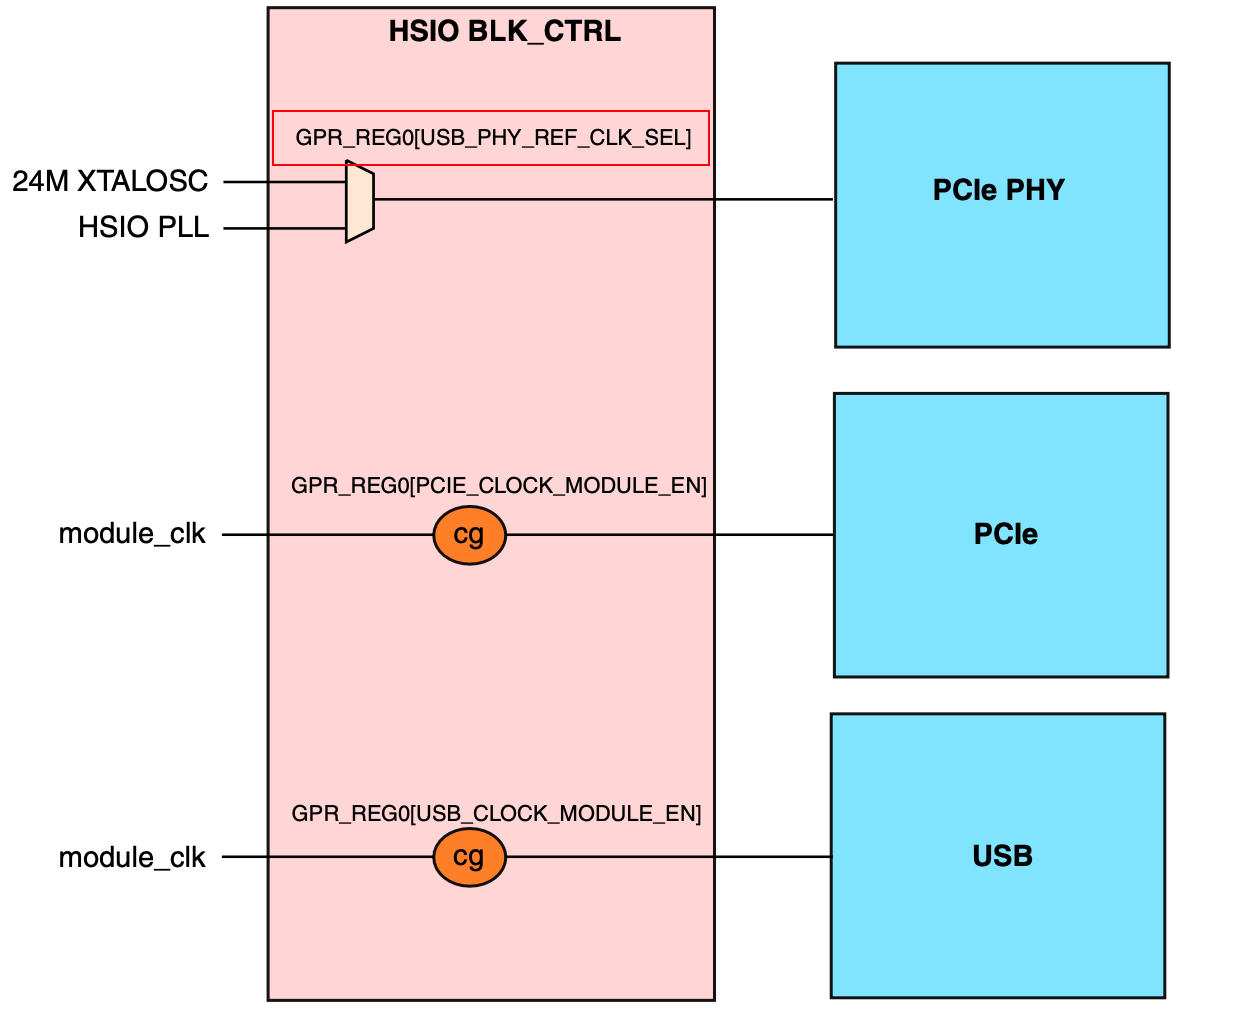 HSIO BLK_CTRL
GPR_REG0[USB_PHY_REF_CLK_SEL]
24M XTALOSC
HSIO PLL
PCIe PHY
GPR_REG0[PCIE_CLOCK_MODULE_EN]
module_clk
cg
PCIe
GPR_REG0[USB_CLOCK_MODULE_EN]
module_clk
cg
USB